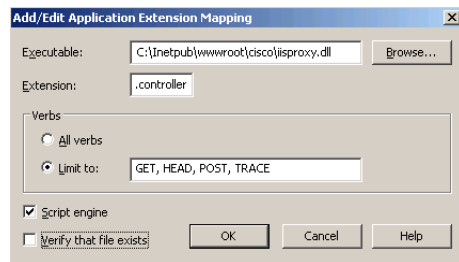 Add/Edit Application Extension Mapping
Executable: C:\Inetpub\wwwroot\cisco\iisproxy.dll Browse...
Extension: .controller
Verbs
All verbs
Limit to: GET, HEAD, POST, TRACE
Script engine
Verify that file exists OK Cancel Help